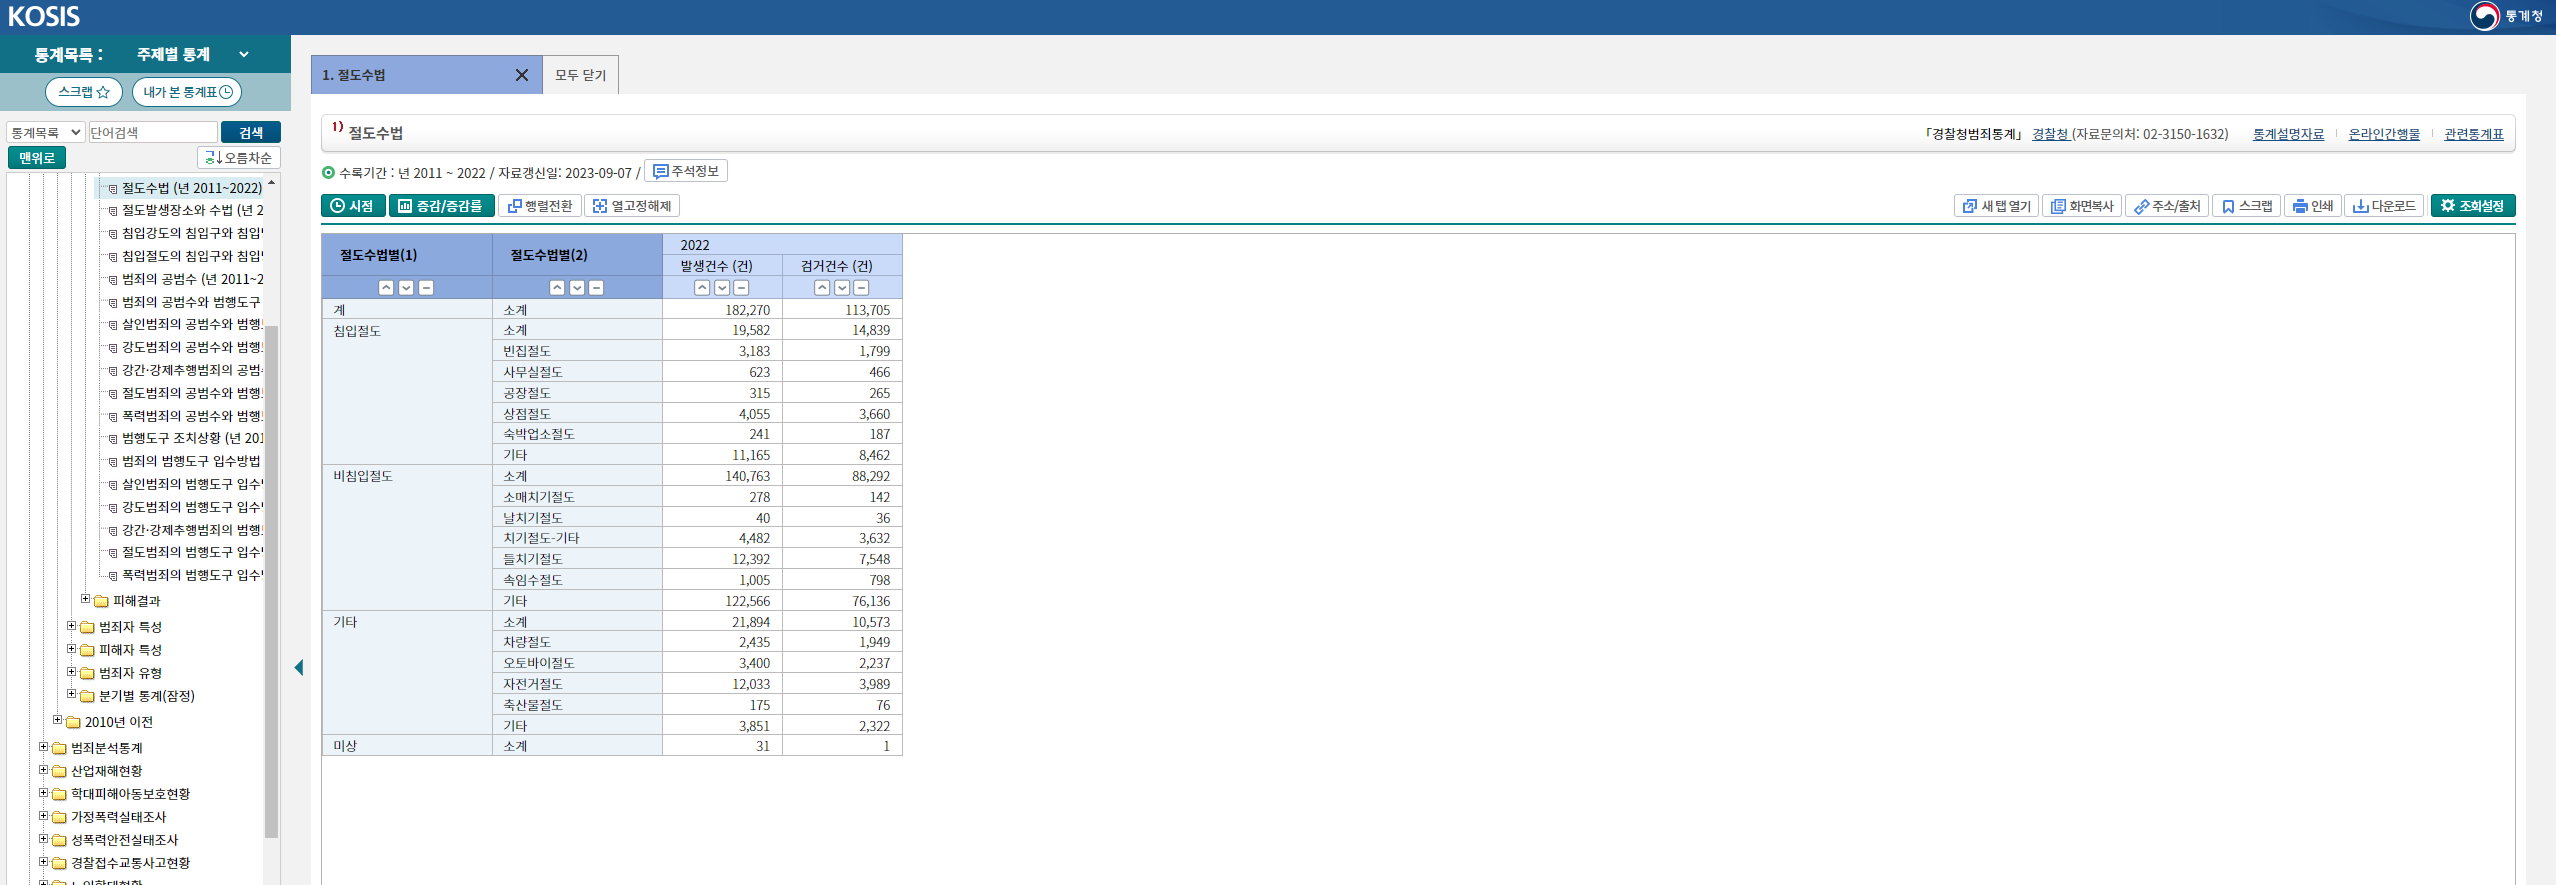 KOSIS
통계청
통계목록 :
주제별 통계
스크랩
내가 본 통계표
통계목록
단어검색
검색
맨위로
오름차순
절도수법 (년 2011~2022)
절도발생장소와 수법 (년 2
침입강도의 침입구와 침입
침입절도의 침입구와 침입
범죄의 공범수 (년 2011~2
범죄의 공범수와 범행도구
살인범죄의 공범수와 범행
강도범죄의 공범수와 범행
강간·강제추행범죄의 공범
절도범죄의 공범수와 범행
폭력범죄의 공범수와 범행
범행도구 조치상황 (년 201
범죄의 범행도구 입수방법
살인범죄의 범행도구 입수
강도범죄의 범행도구 입수
강간·강제추행범죄의 범행
절도범죄의 범행도구 입수
폭력범죄의 범행도구 입수
피해결과
범죄자 특성
피해자 특성
범죄자 유형
분기별 통계(잠정)
2010년 이전
범죄분석통계
산업재해현황
학대피해아동보호현황
가정폭력실태조사
성폭력안전실태조사
경찰접수교통사고현황
1. 절도수법
모두 닫기
1) 절도수법
「경찰청범죄통계」 경찰청 (자료문의처: 02-3150-1632) 통계설명자료 온라인간행물 관련통계표
수록기간 : 년 2011 ~ 2022 / 자료갱신일: 2023-09-07 / 주석정보
시점 증감/증감률 행렬전환 열고정해제 새 탭 열기 화면복사 주소/출처 스크랩 인쇄 다운로드 조회설정
절도수법별(1) 절도수법별(2) 2022
발생건수 (건) 검거건수 (건)
계 소계 182,270 113,705
침입절도 소계 19,582 14,839
빈집절도 3,183 1,799
사무실절도 623 466
공장절도 315 265
상점절도 4,055 3,660
숙박업소절도 241 187
기타 11,165 8,462
비침입절도 소계 140,763 88,292
소매치기절도 278 142
날치기절도 40 36
치기절도-기타 4,482 3,632
들치기절도 12,392 7,548
속임수절도 1,005 798
기타 122,566 76,136
기타 소계 21,894 10,573
차량절도 2,435 1,949
오토바이절도 3,400 2,237
자전거절도 12,033 3,989
축산물절도 175 76
기타 3,851 2,322
미상 소계 31 1